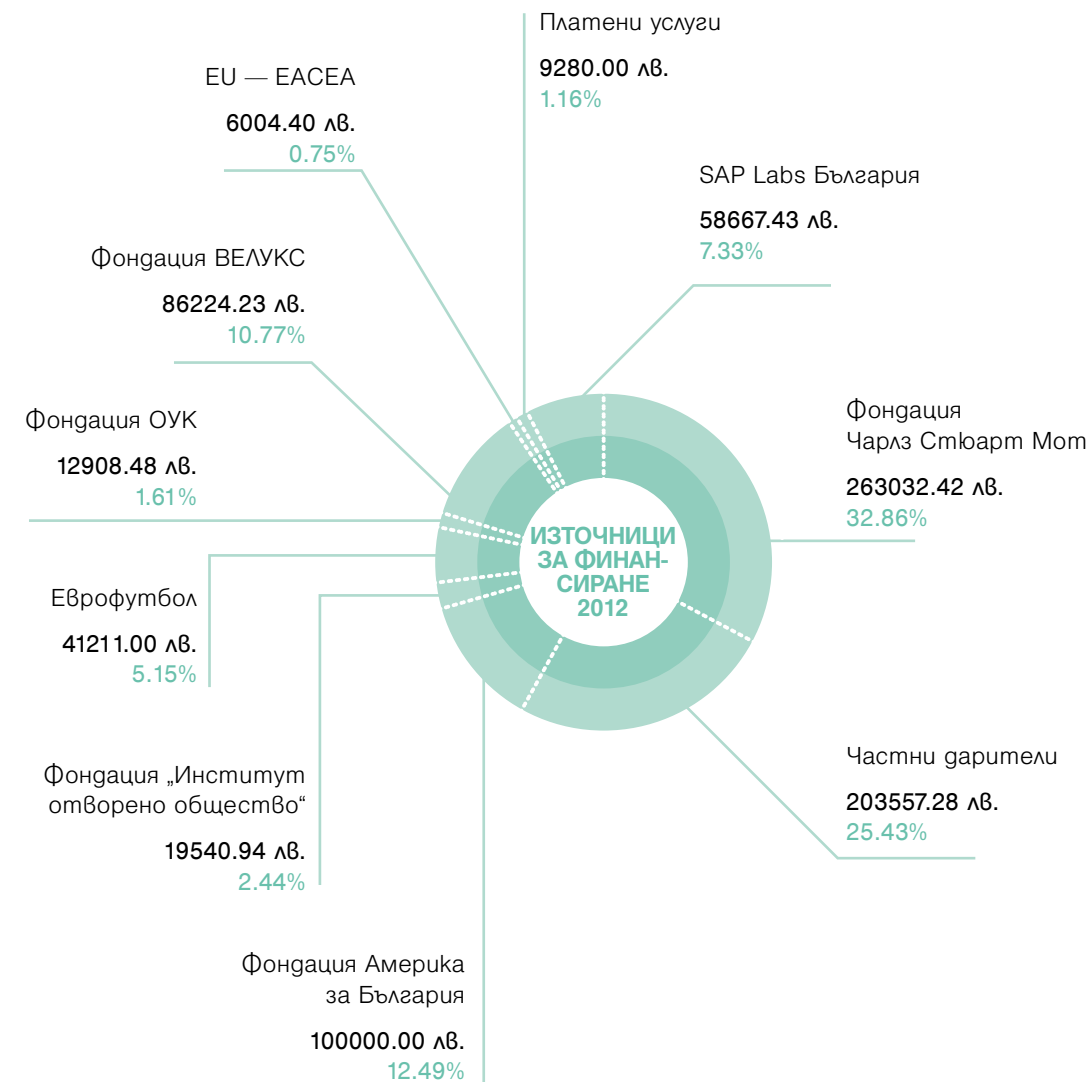 Платени услуги
9280.00 лв.
1.16%
EU — EACEA
6004.40 лв.
0.75%
SAP Labs България
58667.43 лв.
7.33%
Фондация ВЕЛУКС
86224.23 лв.
10.77%
Фондация
Чарлз Стюарт Мот
263032.42 лв.
32.86%
Фондация ОУК
12908.48 лв.
1.61%
ИЗТОЧНИЦИ
ЗА ФИНАН-
СИРАНЕ
2012
Еврофутбол
41211.00 лв.
5.15%
Частни дарители
203557.28 лв.
25.43%
Фондация „Институт
отворено общество“
19540.94 лв.
2.44%
Фондация Америка
за България
100000.00 лв.
12.49%